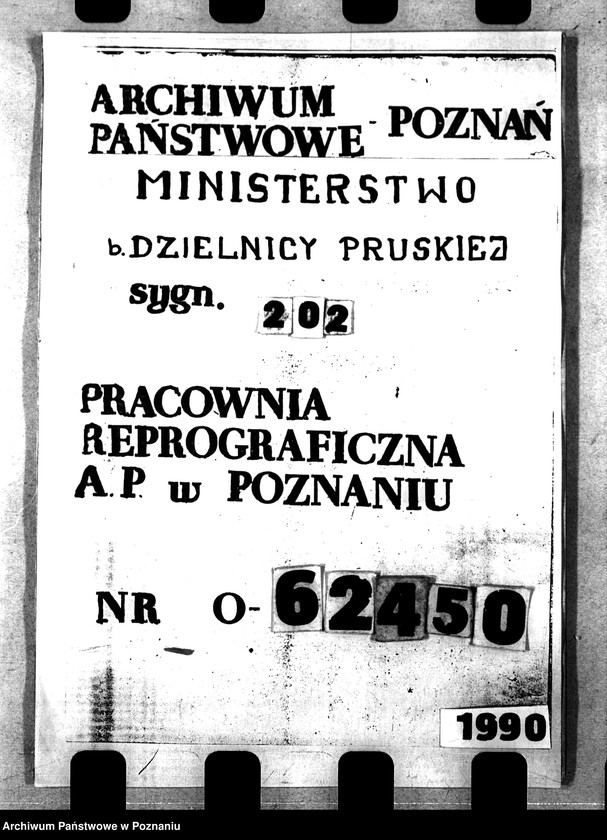 ARCHIWUM
PAŃSTWOWE - POZNAŃ
MINISTERSTWO
b. DZIELNICY PRUSKIEJ
sygn. 202
PRACOWNIA
REPROGRAFICZNA
A.P. w POZNANIU
NR O-62450
1990
Archiwum Państwowe w Poznaniu